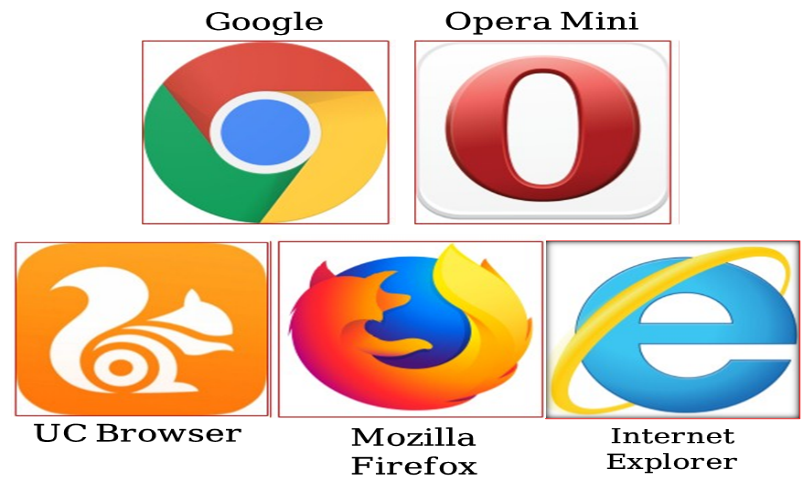 Google
Opera Mini
UC Browser
Mozilla
Firefox
Internet
Explorer